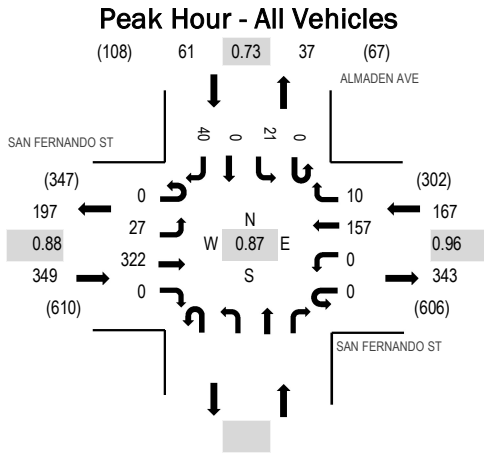 Peak Hour - All Vehicles
(108) 61 0.73 37 (67)
ALMADEN AVE
40 0 21 0
SAN FERNANDO ST
(347) (302)
197 0 10 167
27 N 157
0.88 W 0.87 E 0.96
322 S 0
349 0 0 343
(610) (606)
SAN FERNANDO ST